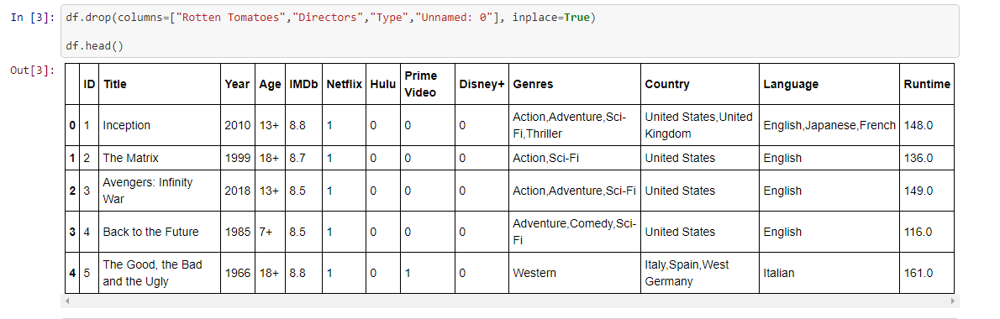 In [3]: df.drop(columns=["Rotten Tomatoes","Directors","Type","Unnamed: 0"], inplace=True)
df.head()
Out[3]:
ID Title Year Age IMDb Netflix Hulu Prime Video Disney+ Genres Country Language Runtime
0 1 Inception 2010 13+ 8.8 1 0 0 0 Action,Adventure,Sci-Fi,Thriller United States,United Kingdom English,Japanese,French 148.0
1 2 The Matrix 1999 18+ 8.7 1 0 0 0 Action,Sci-Fi United States English 136.0
2 3 Avengers: Infinity War 2018 13+ 8.5 1 0 0 0 Action,Adventure,Sci-Fi United States English 149.0
3 4 Back to the Future 1985 7+ 8.5 1 0 0 0 Adventure,Comedy,Sci-Fi United States English 116.0
4 5 The Good, the Bad and the Ugly 1966 18+ 8.8 1 0 1 0 Western Italy,Spain,West Germany Italian 161.0